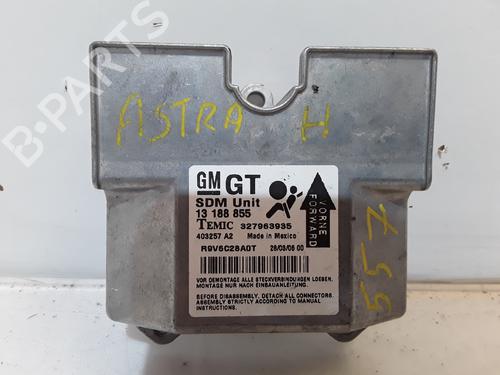 B-PARTS
ASTRA H
GM GT
SDM Unit
13 188 855
TEMIC 327963935
403257 A2 Made in Mexico
R9V6C28A0T 28/03/06 00
VORNE
FORWARD
VOR DEMONTAGE ALLE STECKVERBINDUNGEN LOESEN.
MONTAGE NUR NACH EINBAUANLEITUNG.
BEFORE DISASSEMBLY, DETACH ALL CONNECTORS.
ASSEMBLY STRICTLY ACCORDING TO MANUAL
INSTRUCTIONS.
557